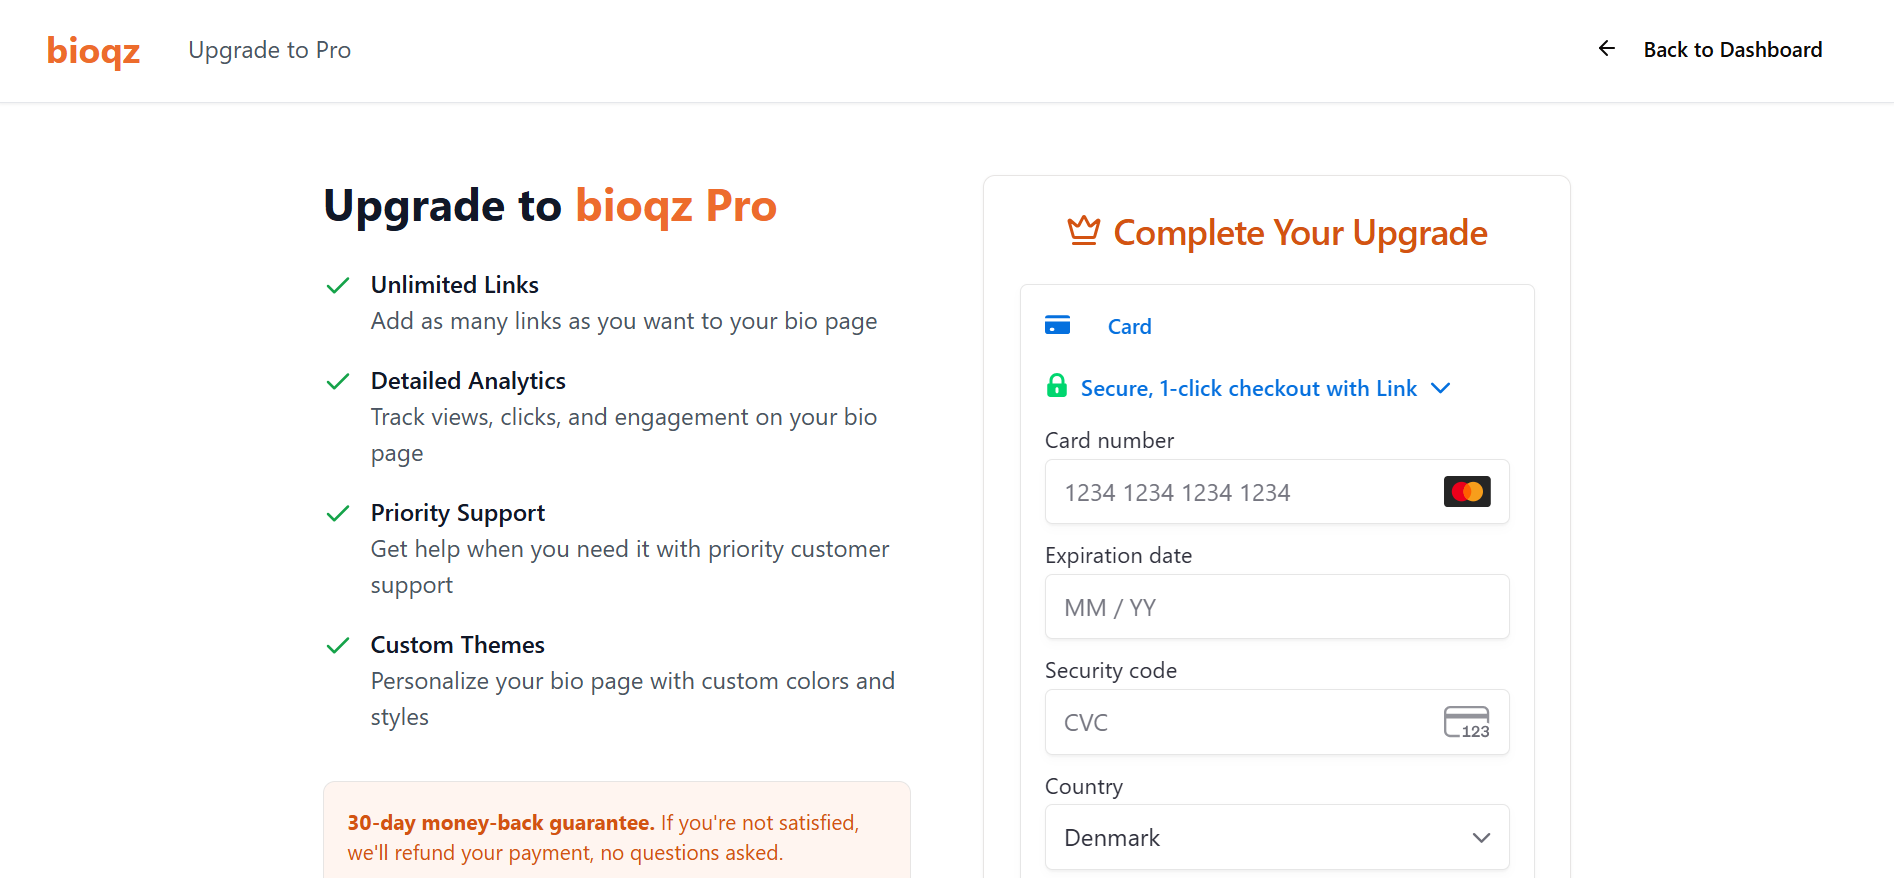 bioqz
Upgrade to Pro
Back to Dashboard
Upgrade to bioqz Pro
Unlimited Links
Add as many links as you want to your bio page
Detailed Analytics
Track views, clicks, and engagement on your bio
page
Priority Support
Get help when you need it with priority customer
support
Custom Themes
Personalize your bio page with custom colors and
styles
30-day money-back guarantee. If you're not satisfied,
we'll refund your payment, no questions asked.
Complete Your Upgrade
Card
Secure, 1-click checkout with Link
Card number
1234 1234 1234 1234
Expiration date
MM / YY
Security code
CVC
123
Country
Denmark